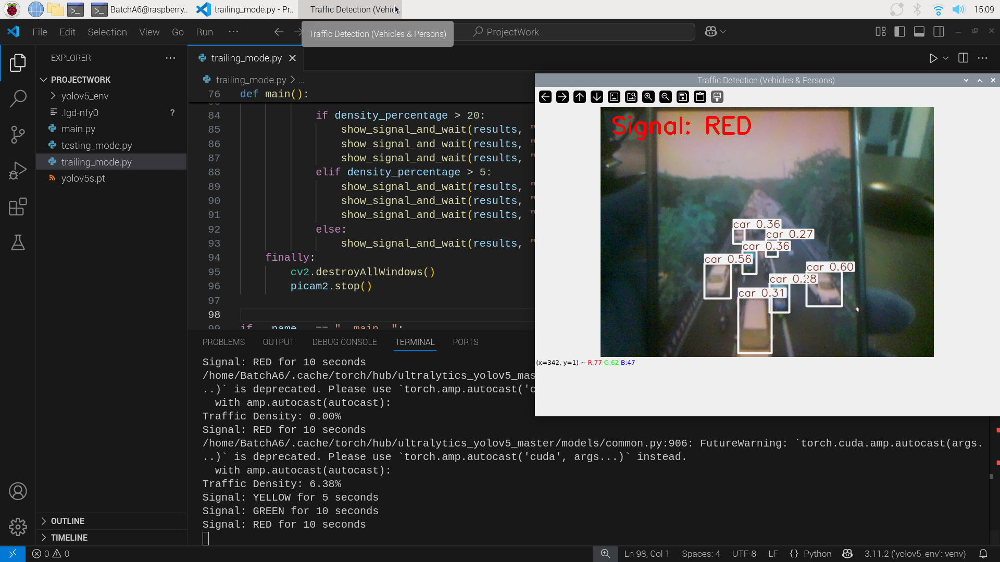 BatchA6@raspberry..
trailing_mode.py - Pr..
Traffic Detection (Vehic
15:09
File Edit Selection View Go Run ···
ProjectWork
Traffic Detection (Vehicles & Persons)
EXPLORER
trailing_mode.py
PROJECTWORK
trailing_mode.py > ...
yolov5_env
.lgd-nfy0 ?
main.py
testing_mode.py
trailing_mode.py
yolov5s.pt
76 def main():
84 if density_percentage > 20:
85 show_signal_and_wait(results, "
86 show_signal_and_wait(results, "
87 show_signal_and_wait(results, "
88 elif density_percentage > 5:
89 show_signal_and_wait(results, "
90 show_signal_and_wait(results, "
91 show_signal_and_wait(results, "
92 else:
93 show_signal_and_wait(results, "
94 finally:
95 cv2.destroyAllWindows()
96 picam2.stop()
97
98
99 if __name__ == "__main__":
Traffic Detection (Vehicles & Persons)
Signal: RED
car 0.36
car 0.27
car 0.36
car 0.56
car 0.60
car 0.28
car 0.31
(x=342, y=1) ~ R:77 G:62 B:47
PROBLEMS OUTPUT DEBUG CONSOLE TERMINAL PORTS
Signal: RED for 10 seconds
/home/BatchA6/.cache/torch/hub/ultralytics_yolov5_mas
..)` is deprecated. Please use `torch.amp.autocast('c
with amp.autocast(autocast):
Traffic Density: 0.00%
Signal: RED for 10 seconds
/home/BatchA6/.cache/torch/hub/ultralytics_yolov5_master/models/common.py:906: FutureWarning: `torch.cuda.amp.autocast(args.
..)` is deprecated. Please use `torch.amp.autocast('cuda', args...)` instead.
with amp.autocast(autocast):
Traffic Density: 6.38%
Signal: YELLOW for 5 seconds
Signal: GREEN for 10 seconds
Signal: RED for 10 seconds
OUTLINE
TIMELINE
0 0
Ln 98, Col 1 Spaces: 4 UTF-8 LF {} Python 3.11.2 ('yolov5_env': venv)